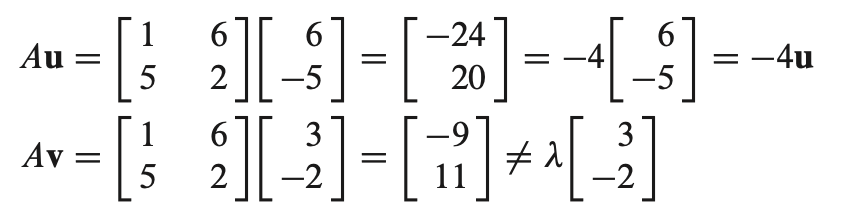 Au = [1 6; 5 2] [6; −5] = [−24; 20] = −4 [6; −5] = −4u
Av = [1 6; 5 2] [3; −2] = [−9; 11] ≠ λ [3; −2]